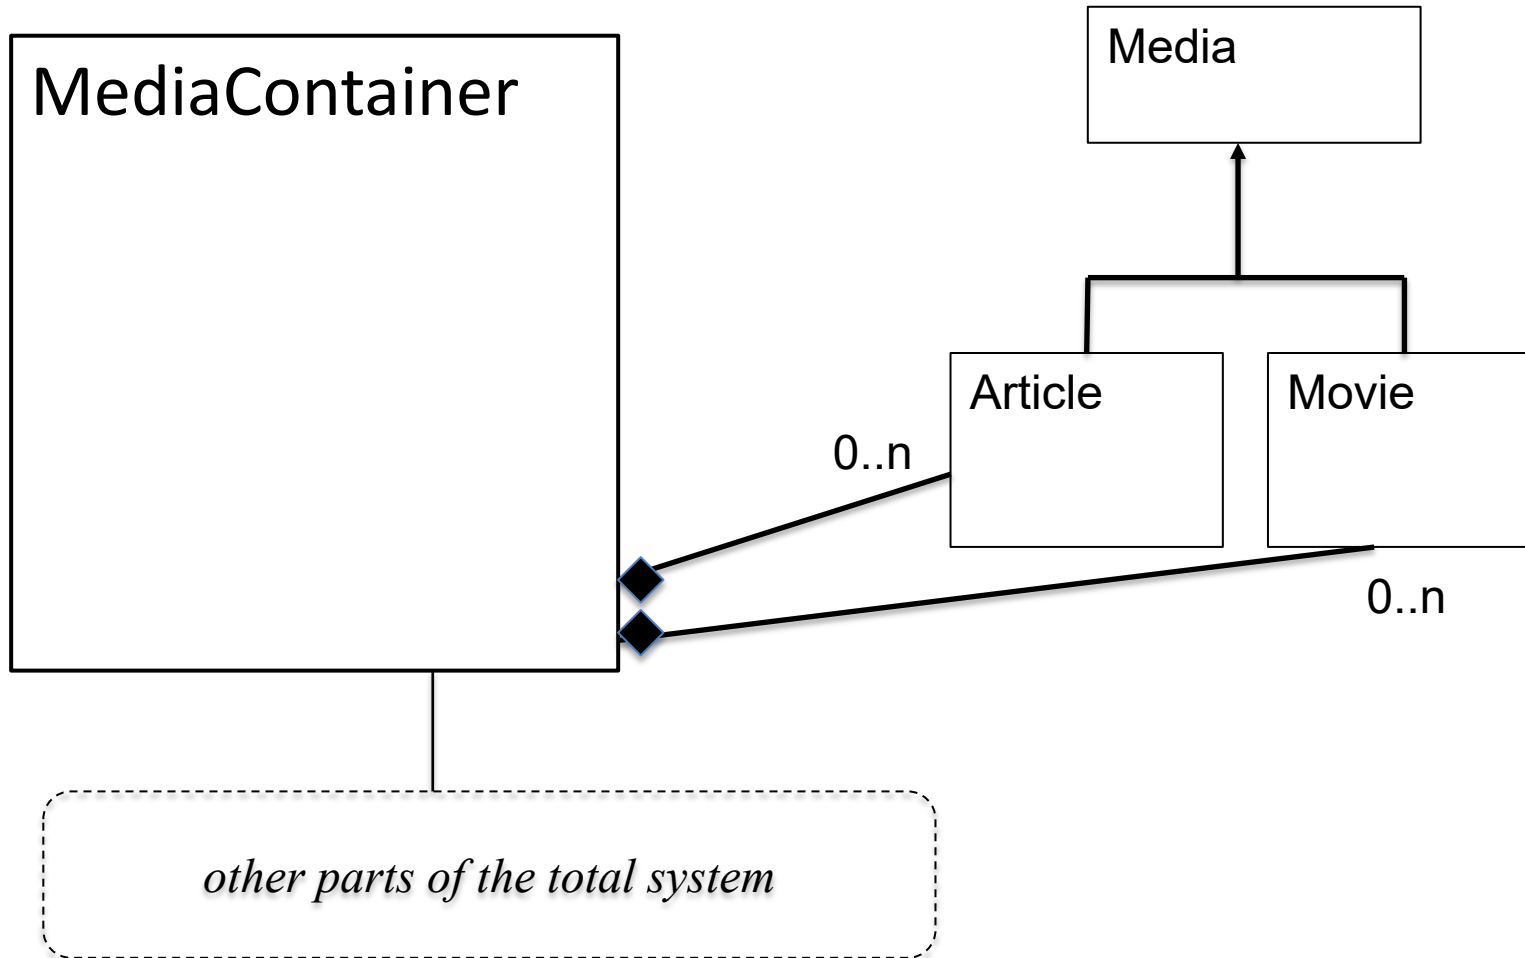 MediaContainer
Media
Article
Movie
0..n
0..n
other parts of the total system